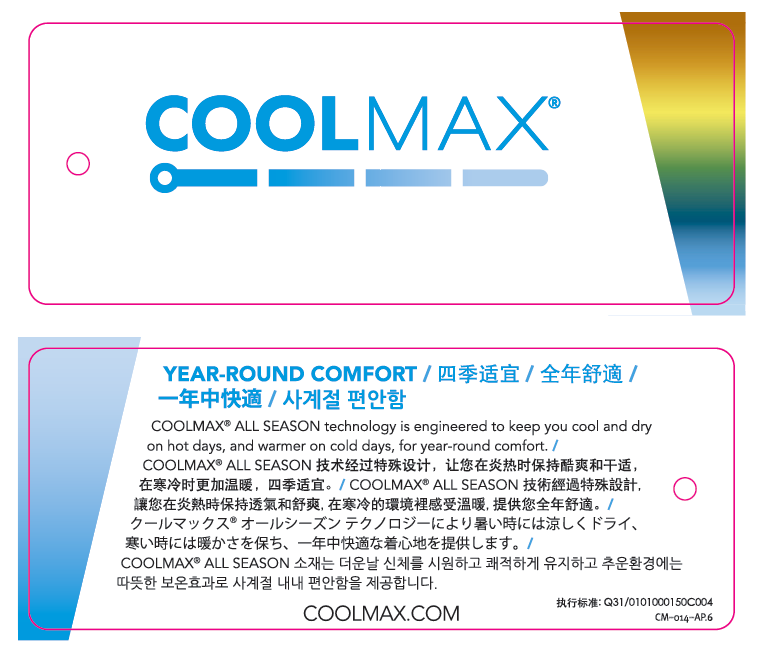 COOLMAX®
YEAR-ROUND COMFORT / 四季适宜 / 全年舒適 /
一年中快適 / 사계절 편안함
COOLMAX® ALL SEASON technology is engineered to keep you cool and dry
on hot days, and warmer on cold days, for year-round comfort. /
COOLMAX® ALL SEASON 技术经过特殊设计，让您在炎热时保持酷爽和干适，
在寒冷时更加温暖，四季适宜。/ COOLMAX® ALL SEASON 技術經過特殊設計，
讓您在炎熱時保持透氣和舒爽, 在寒冷的環境裡感受溫暖, 提供您全年舒適。/
クールマックス® オールシーズン テクノロジーにより暑い時には涼しくドライ、
寒い時には暖かさを保ち、一年中快適な着心地を提供します。/
COOLMAX® ALL SEASON 소재는 더운날 신체를 시원하고 쾌적하게 유지하고 추운환경에는
따뜻한 보온효과로 사계절 내내 편안함을 제공합니다.
COOLMAX.COM
执行标准: Q31/0101000150C004
CM-014-AP.6